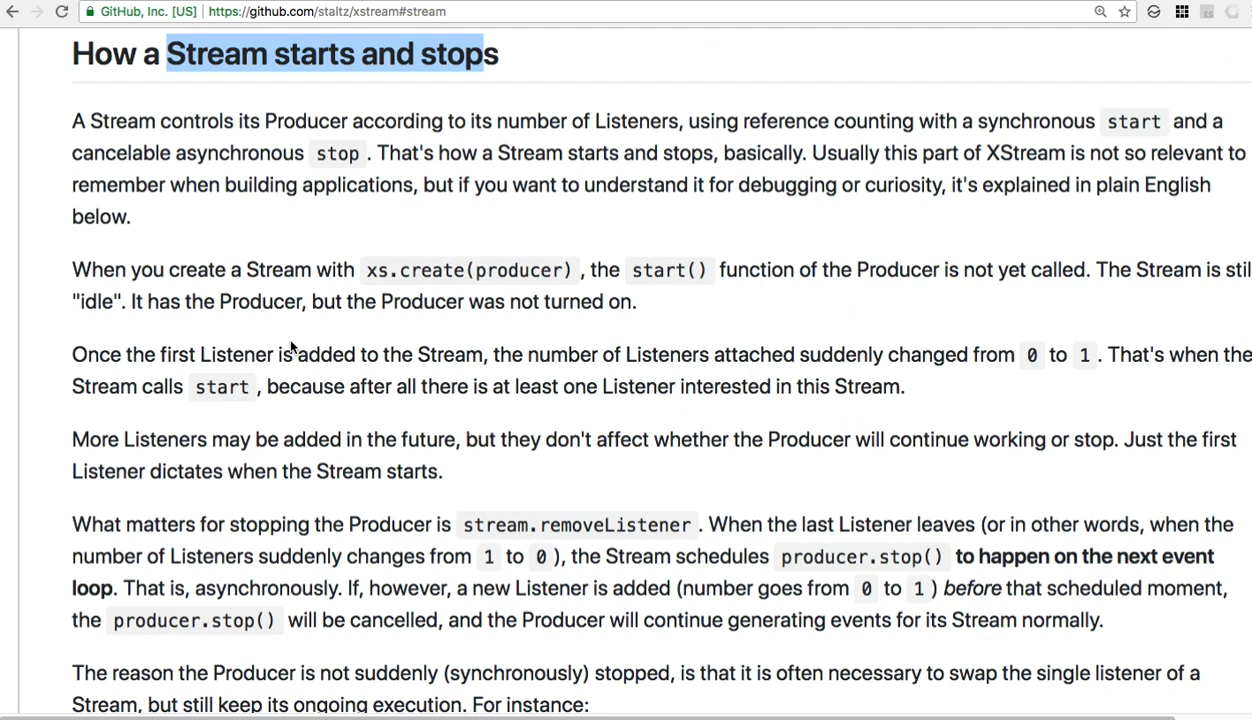 GitHub, Inc. [US] | https://github.com/staltz/xstream#stream
How a Stream starts and stops
A Stream controls its Producer according to its number of Listeners, using reference counting with a synchronous start and a
cancelable asynchronous stop . That's how a Stream starts and stops, basically. Usually this part of XStream is not so relevant to
remember when building applications, but if you want to understand it for debugging or curiosity, it's explained in plain English
below.
When you create a Stream with xs.create(producer) , the start() function of the Producer is not yet called. The Stream is stil
"idle". It has the Producer, but the Producer was not turned on.
Once the first Listener is added to the Stream, the number of Listeners attached suddenly changed from 0 to 1 . That's when the
Stream calls start , because after all there is at least one Listener interested in this Stream.
More Listeners may be added in the future, but they don't affect whether the Producer will continue working or stop. Just the first
Listener dictates when the Stream starts.
What matters for stopping the Producer is stream.removeListener . When the last Listener leaves (or in other words, when the
number of Listeners suddenly changes from 1 to 0 ), the Stream schedules producer.stop() to happen on the next event
loop. That is, asynchronously. If, however, a new Listener is added (number goes from 0 to 1 ) before that scheduled moment,
the producer.stop() will be cancelled, and the Producer will continue generating events for its Stream normally.
The reason the Producer is not suddenly (synchronously) stopped, is that it is often necessary to swap the single listener of a
Stream, but still keep its ongoing execution. For instance: